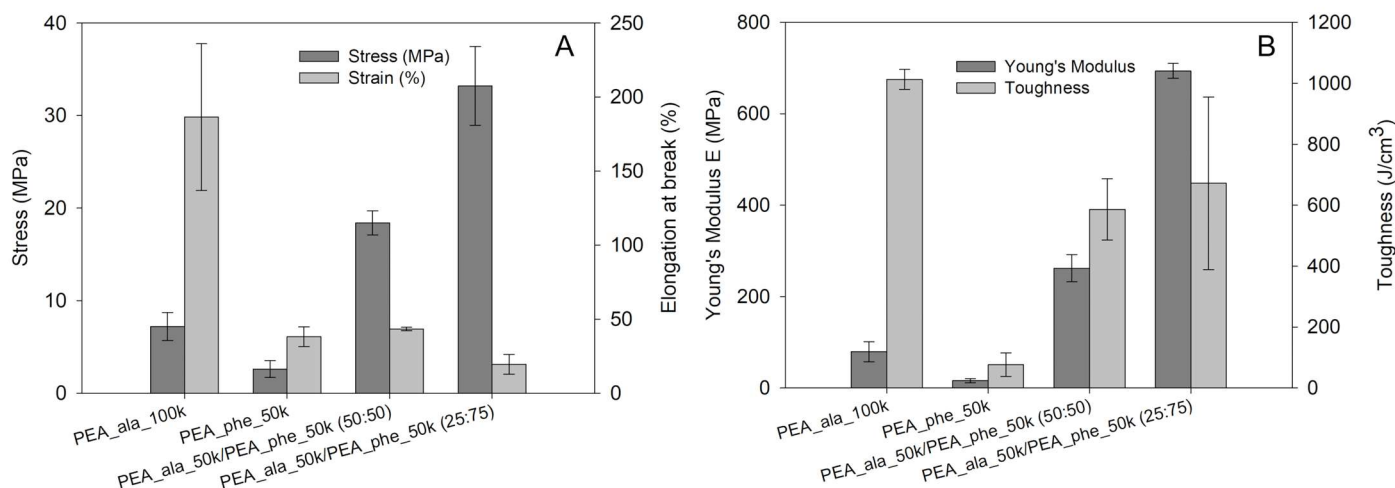 A
Stress (MPa)
Strain (%)
40
30
20
10
0
Stress (MPa)
250
200
150
100
50
0
Elongation at break (%)
PEA_ala_100k
PEA_phe_50k
PEA_ala_50k/PEA_phe_50k (50:50)
PEA_ala_50k/PEA_phe_50k (25:75)
B
Young's Modulus
Toughness
800
600
400
200
0
Young's Modulus E (MPa)
1200
1000
800
600
400
200
0
Toughness (J/cm³)
PEA_ala_100k
PEA_phe_50k
PEA_ala_50k/PEA_phe_50k (50:50)
PEA_ala_50k/PEA_phe_50k (25:75)